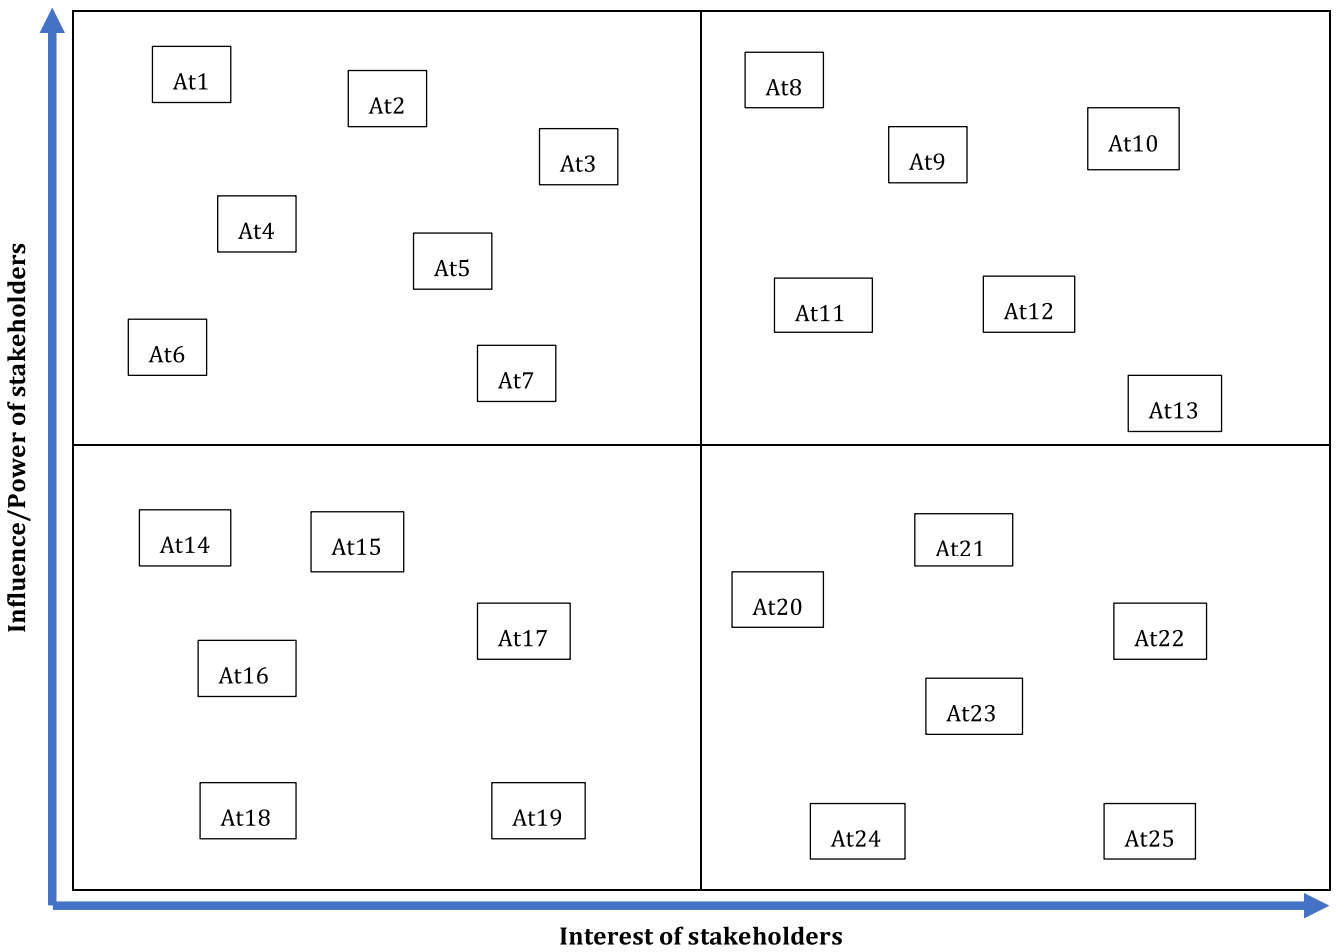 Influence/Power of stakeholders
At1
At2
At3
At4
At5
At6
At7
At8
At9
At10
At11
At12
At13
At14
At15
At16
At17
At18
At19
At20
At21
At22
At23
At24
At25
Interest of stakeholders